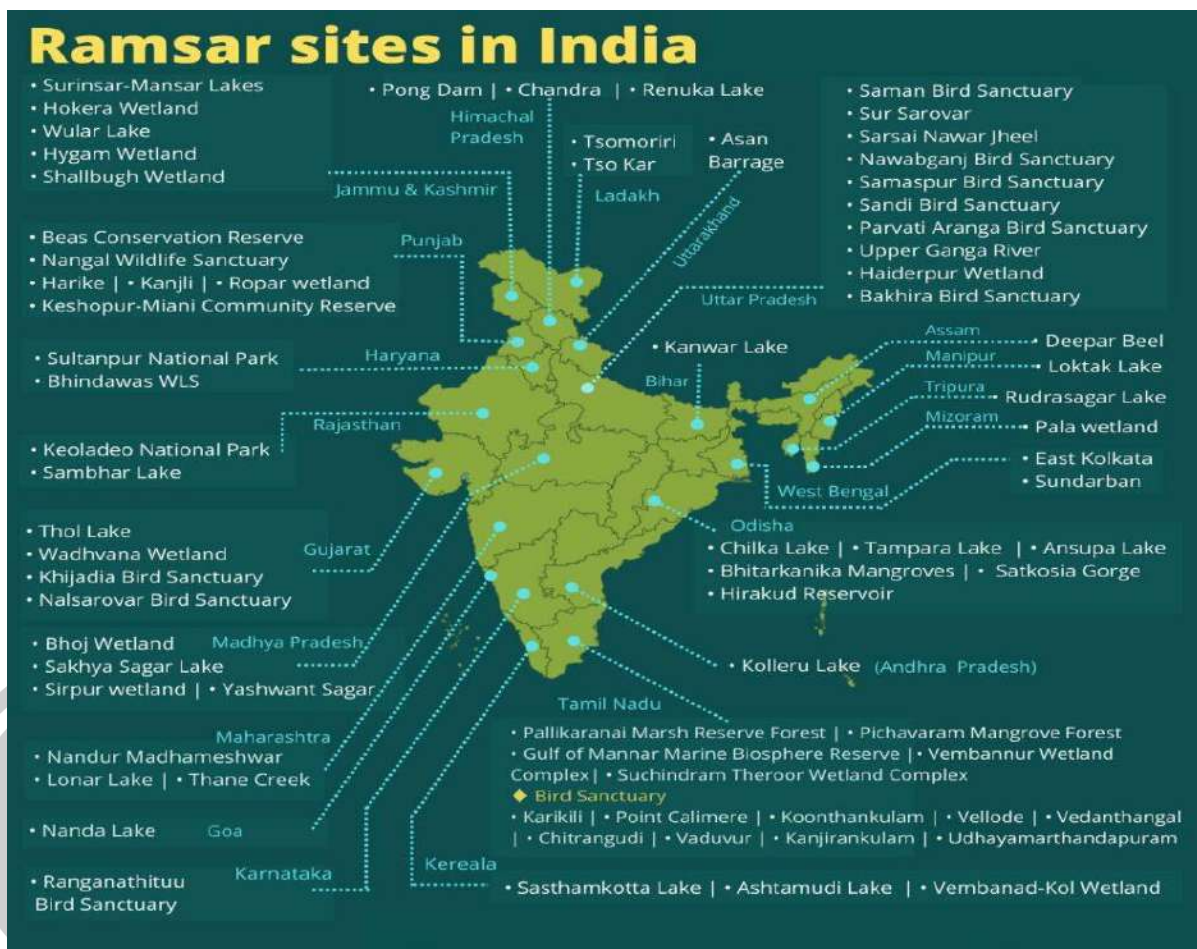 Ramsar sites in India
• Surinsar-Mansar Lakes
• Hokera Wetland
• Wular Lake
• Hygam Wetland
• Shallbugh Wetland
Jammu & Kashmir
• Pong Dam | • Chandra | • Renuka Lake
Himachal
Pradesh
• Tsomoriri
• Tso Kar
Ladakh
• Asan
Barrage
Uttarakhand
• Saman Bird Sanctuary
• Sur Sarovar
• Sarsai Nawar Jheel
• Nawabganj Bird Sanctuary
• Samaspur Bird Sanctuary
• Sandi Bird Sanctuary
• Parvati Aranga Bird Sanctuary
• Upper Ganga River
• Haiderpur Wetland
• Bakhira Bird Sanctuary
Uttar Pradesh
• Beas Conservation Reserve
• Nangal Wildlife Sanctuary
• Harike | • Kanjli | • Ropar wetland
• Keshopur-Miani Community Reserve
Punjab
• Sultanpur National Park
• Bhindawas WLS
Haryana
• Kanwar Lake
Bihar
Assam
• Deepar Beel
Manipur
• Loktak Lake
Tripura
• Rudrasagar Lake
Mizoram
• Pala wetland
• East Kolkata
• Sundarban
West Bengal
• Keoladeo National Park
• Sambhar Lake
Rajasthan
• Thol Lake
• Wadhvana Wetland
• Khijadia Bird Sanctuary
• Nalsarovar Bird Sanctuary
Gujarat
Odisha
• Chilka Lake | • Tampara Lake | • Ansupa Lake
• Bhitarkanika Mangroves | • Satkosia Gorge
• Hirakud Reservoir
• Bhoj Wetland
• Sakhya Sagar Lake
• Sirpur wetland | • Yashwant Sagar
Madhya Pradesh
• Kolleru Lake (Andhra Pradesh)
Maharashtra
• Nandur Madhameshwar
• Lonar Lake | • Thane Creek
Tamil Nadu
• Pallikaranai Marsh Reserve Forest | • Pichavaram Mangrove Forest
• Gulf of Mannar Marine Biosphere Reserve | • Vembannur Wetland
Complex| • Suchindram Theroor Wetland Complex
◆ Bird Sanctuary
• Karikili | • Point Calimere | • Koonthankulam | • Vellode | • Vedanthangal
| • Chitrangudi | • Vaduvur | • Kanjirankulam | • Udhayamarthandapuram
• Nanda Lake
Goa
• Ranganathituu
Bird Sanctuary
Karnataka
Kereala
• Sasthamkotta Lake | • Ashtamudi Lake | • Vembanad-Kol Wetland